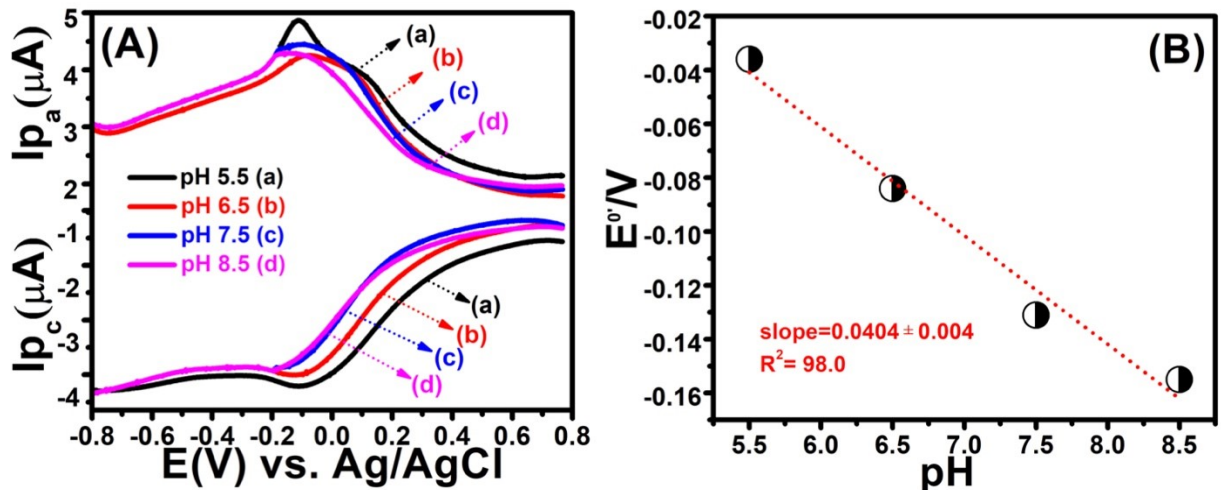 (A)
Ip_a(μA)
5
4
3
2
(a)
(b)
(c)
(d)
pH 5.5 (a)
pH 6.5 (b)
pH 7.5 (c)
pH 8.5 (d)
Ip_c(μA)
-1
-2
-3
-4
(a)
(b)
(c)
(d)
-0.8 -0.6 -0.4 -0.2 0.0 0.2 0.4 0.6 0.8
E(V) vs. Ag/AgCl
(B)
E^0'/V
-0.02
-0.04
-0.06
-0.08
-0.10
-0.12
-0.14
-0.16
slope=0.0404 ± 0.004
R²= 98.0
5.5 6.0 6.5 7.0 7.5 8.0 8.5
pH